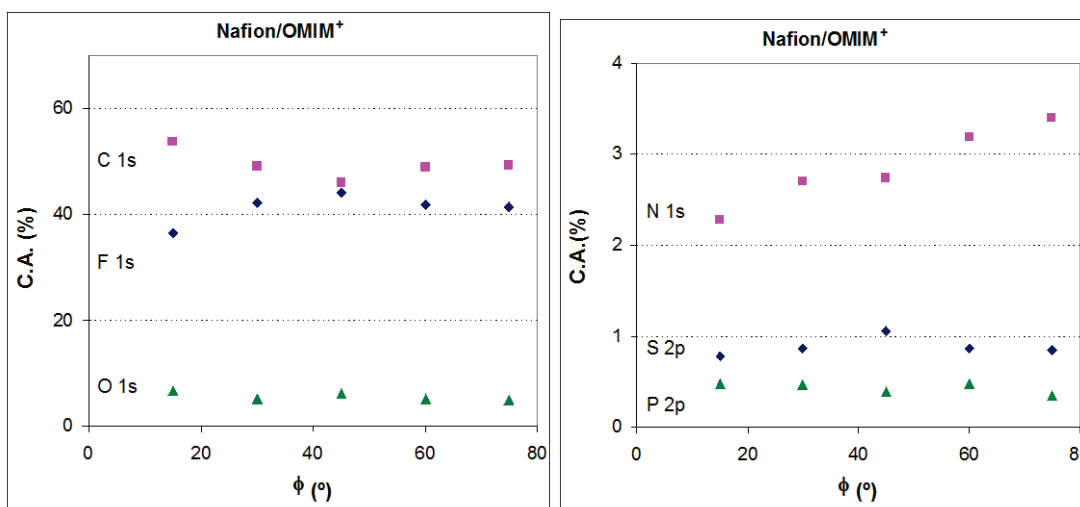 Nafion/OMIM⁺
60
40
20
0
C.A. (%)
C 1s
F 1s
O 1s
0 20 40 60 80
ϕ (º)
Nafion/OMIM⁺
4
3
2
1
0
C.A.(%)
N 1s
S 2p
P 2p
0 20 40 60 8
ϕ (º)